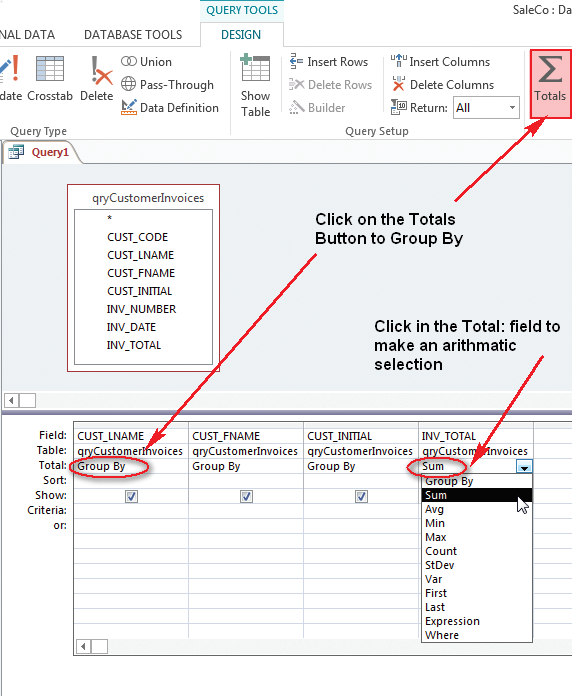 QUERY TOOLS
SaleCo : Da
NAL DATA DATABASE TOOLS DESIGN
date Crosstab Delete
Union
Pass-Through
Data Definition
Show
Table
Insert Rows
Delete Rows
Builder
Insert Columns
Delete Columns
Return: All
Totals
Query Type
Query Setup
Query1
qryCustomerInvoices
*
CUST_CODE
CUST_LNAME
CUST_FNAME
CUST_INITIAL
INV_NUMBER
INV_DATE
INV_TOTAL
Click on the Totals
Button to Group By
Click in the Total: field to
make an arithmatic
selection
Field: CUST_LNAME CUST_FNAME CUST_INITIAL INV_TOTAL
Table: qryCustomerInvoices qryCustomerInvoices qryCustomerInvoices qryCustomerInvoices
Total: Group By Group By Group By Sum
Sort:
Show:
Criteria:
or:
Group By
Sum
Avg
Min
Max
Count
StDev
Var
First
Last
Expression
Where